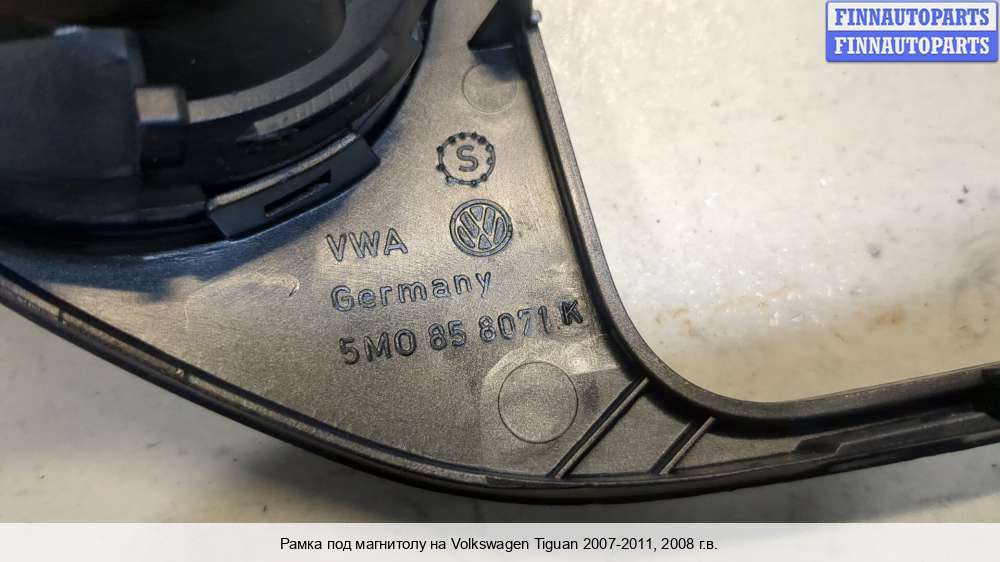 FINNAUTOPARTS
FINNAUTOPARTS
S
VWA
Germany
5M0 85 8071 K
Рамка под магнитолу на Volkswagen Tiguan 2007-2011, 2008 г.в.